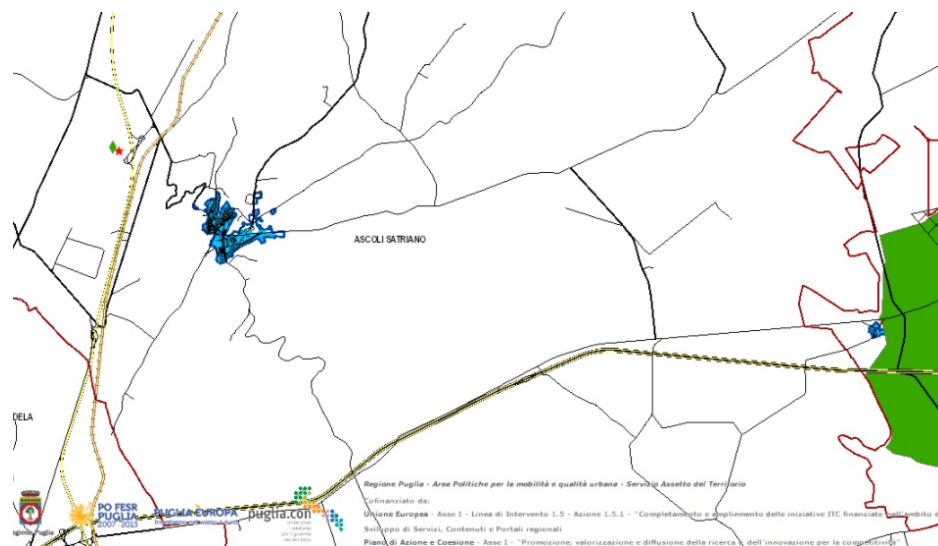 ASCOLI SATRIANO
DELA
Regione Puglia - Area Politiche per la mobilità e qualità urbana - Servizio Assetto del Territorio
Cofinanziato da:
PO FESR
PUGLIA
2007 2013
PUGLIA EUROPA
puglia.con
Unione Europea - Asse I - Linea di Intervento 1.5 - Azione 1.5.1 - "Completamento e ampliamento delle iniziative ITC finanziate nell'ambito d
Sviluppo di Servizi, Contenuti e Portali regionali
Piano di Azione e Coesione - Asse I - "Promozione, valorizzazione e diffusione della ricerca e dell'innovazione per la competitività"